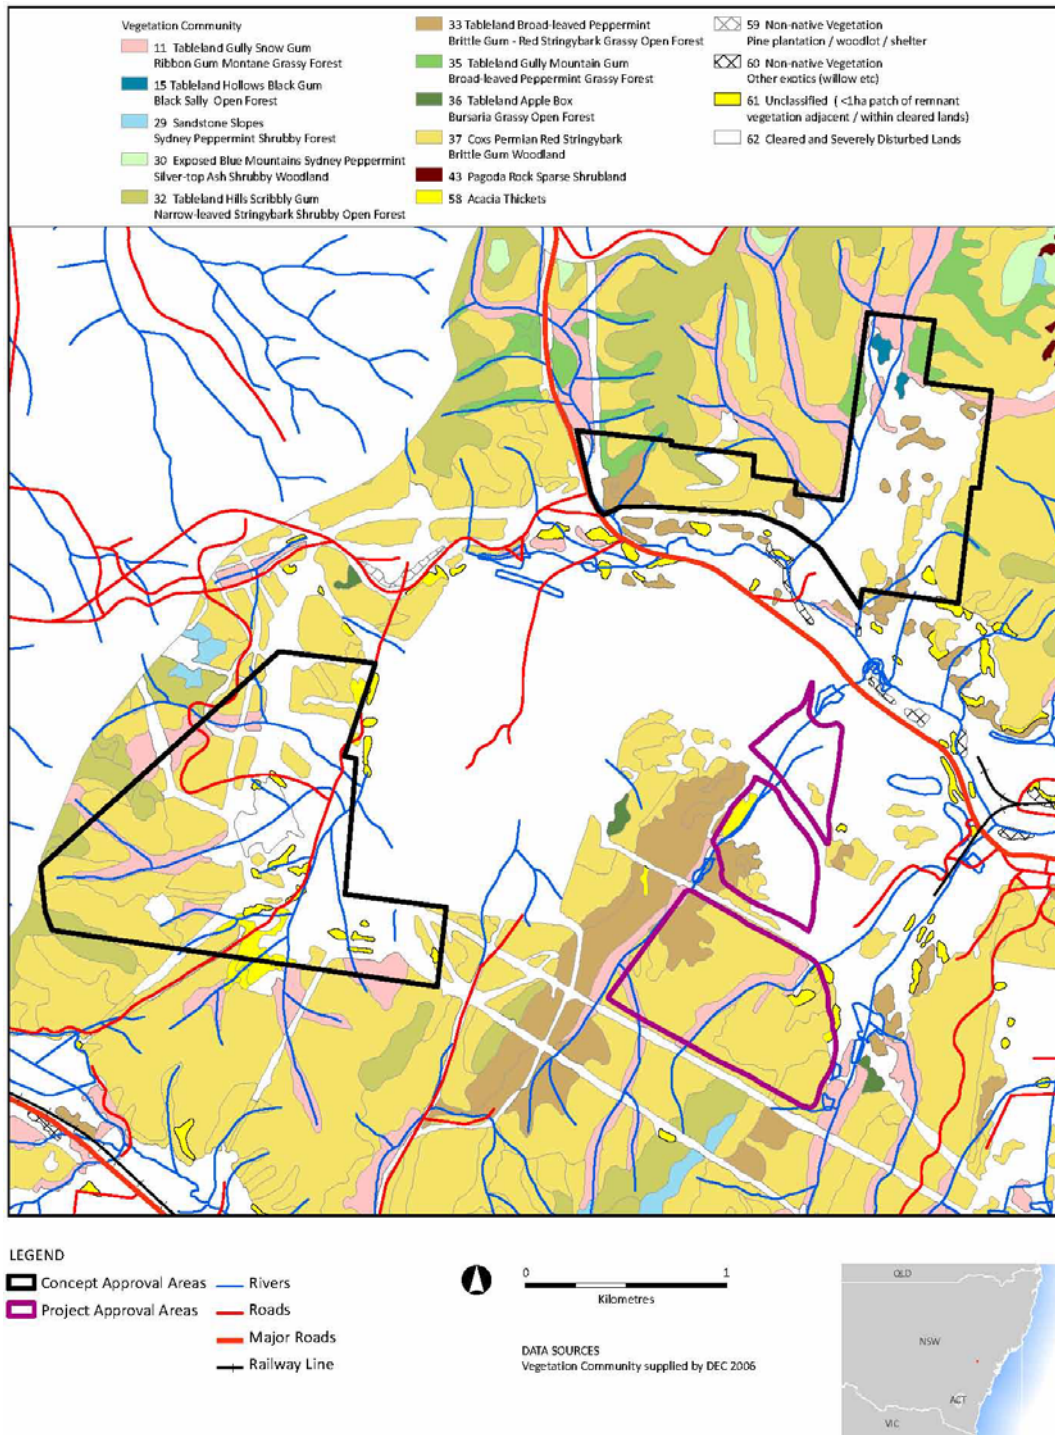 Vegetation Community
11 Tableland Gully Snow Gum
Ribbon Gum Montane Grassy Forest
15 Tableland Hollows Black Gum
Black Sally Open Forest
29 Sandstone Slopes
Sydney Peppermint Shrubby Forest
30 Exposed Blue Mountains Sydney Peppermint
Silver-top Ash Shrubby Woodland
32 Tableland Hills Scribbly Gum
Narrow-leaved Stringybark Shrubby Open Forest
33 Tableland Broad-leaved Peppermint
Brittle Gum - Red Stringybark Grassy Open Forest
35 Tableland Gully Mountain Gum
Broad-leaved Peppermint Grassy Forest
36 Tableland Apple Box
Bursaria Grassy Open Forest
37 Coxs Permian Red Stringybark
Brittle Gum Woodland
43 Pagoda Rock Sparse Shrubland
58 Acacia Thickets
59 Non-native Vegetation
Pine plantation / woodlot / shelter
60 Non-native Vegetation
Other exotics (willow etc)
61 Unclassified ( <1ha patch of remnant
vegetation adjacent / within cleared lands)
62 Cleared and Severely Disturbed Lands
LEGEND
Concept Approval Areas
Project Approval Areas
Rivers
Roads
Major Roads
Railway Line
0 1
Kilometres
DATA SOURCES
Vegetation Community supplied by DEC 2006
QLD
NSW
ACT
VIC